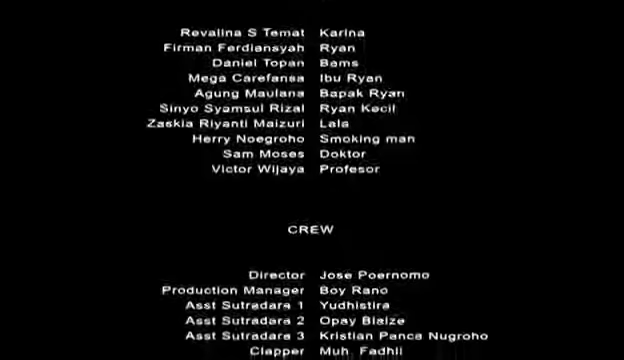 Revalina S Temat Karina
Firman Ferdiansyah Ryan
Daniel Topan Bams
Mega Carefansa Ibu Ryan
Agung Maulana Bapak Ryan
Sinyo Syamsul Rizal Ryan Kecil
Zaskia Riyanti Maizuri Lala
Herry Noegroho Smoking man
Sam Moses Doktor
Victor Wijaya Profesor
CREW
Director Jose Poernomo
Production Manager Boy Rano
Asst Sutradara 1 Yudhistira
Asst Sutradara 2 Opay Blaize
Asst Sutradara 3 Kristian Panca Nugroho
Clapper Muh. Fadhil